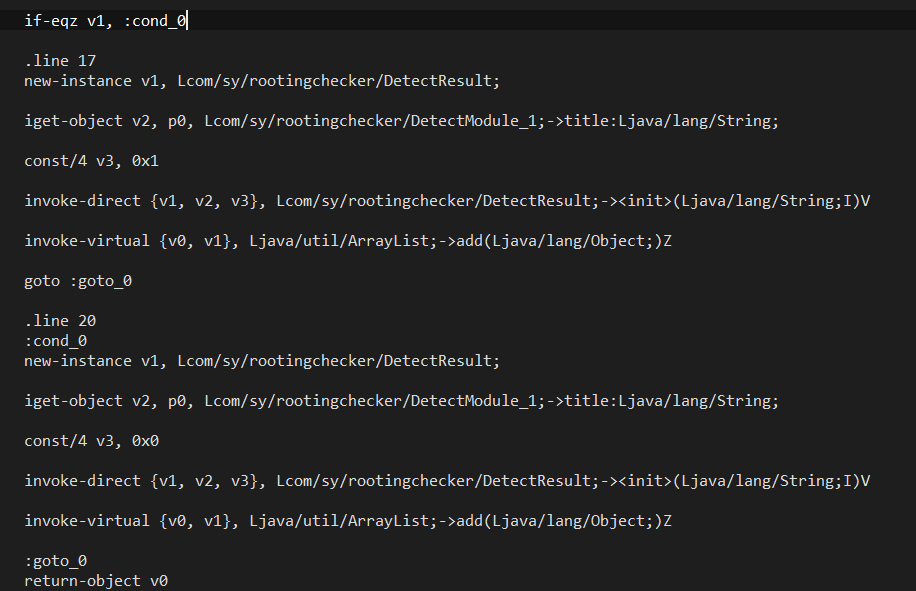 if-eqz v1, :cond_0
.line 17
new-instance v1, Lcom/sy/rootingchecker/DetectResult;
iget-object v2, p0, Lcom/sy/rootingchecker/DetectModule_1;->title:Ljava/lang/String;
const/4 v3, 0x1
invoke-direct {v1, v2, v3}, Lcom/sy/rootingchecker/DetectResult;-><init>(Ljava/lang/String;I)V
invoke-virtual {v0, v1}, Ljava/util/ArrayList;->add(Ljava/lang/Object;)Z
goto :goto_0
.line 20
:cond_0
new-instance v1, Lcom/sy/rootingchecker/DetectResult;
iget-object v2, p0, Lcom/sy/rootingchecker/DetectModule_1;->title:Ljava/lang/String;
const/4 v3, 0x0
invoke-direct {v1, v2, v3}, Lcom/sy/rootingchecker/DetectResult;-><init>(Ljava/lang/String;I)V
invoke-virtual {v0, v1}, Ljava/util/ArrayList;->add(Ljava/lang/Object;)Z
:goto_0
return-object v0